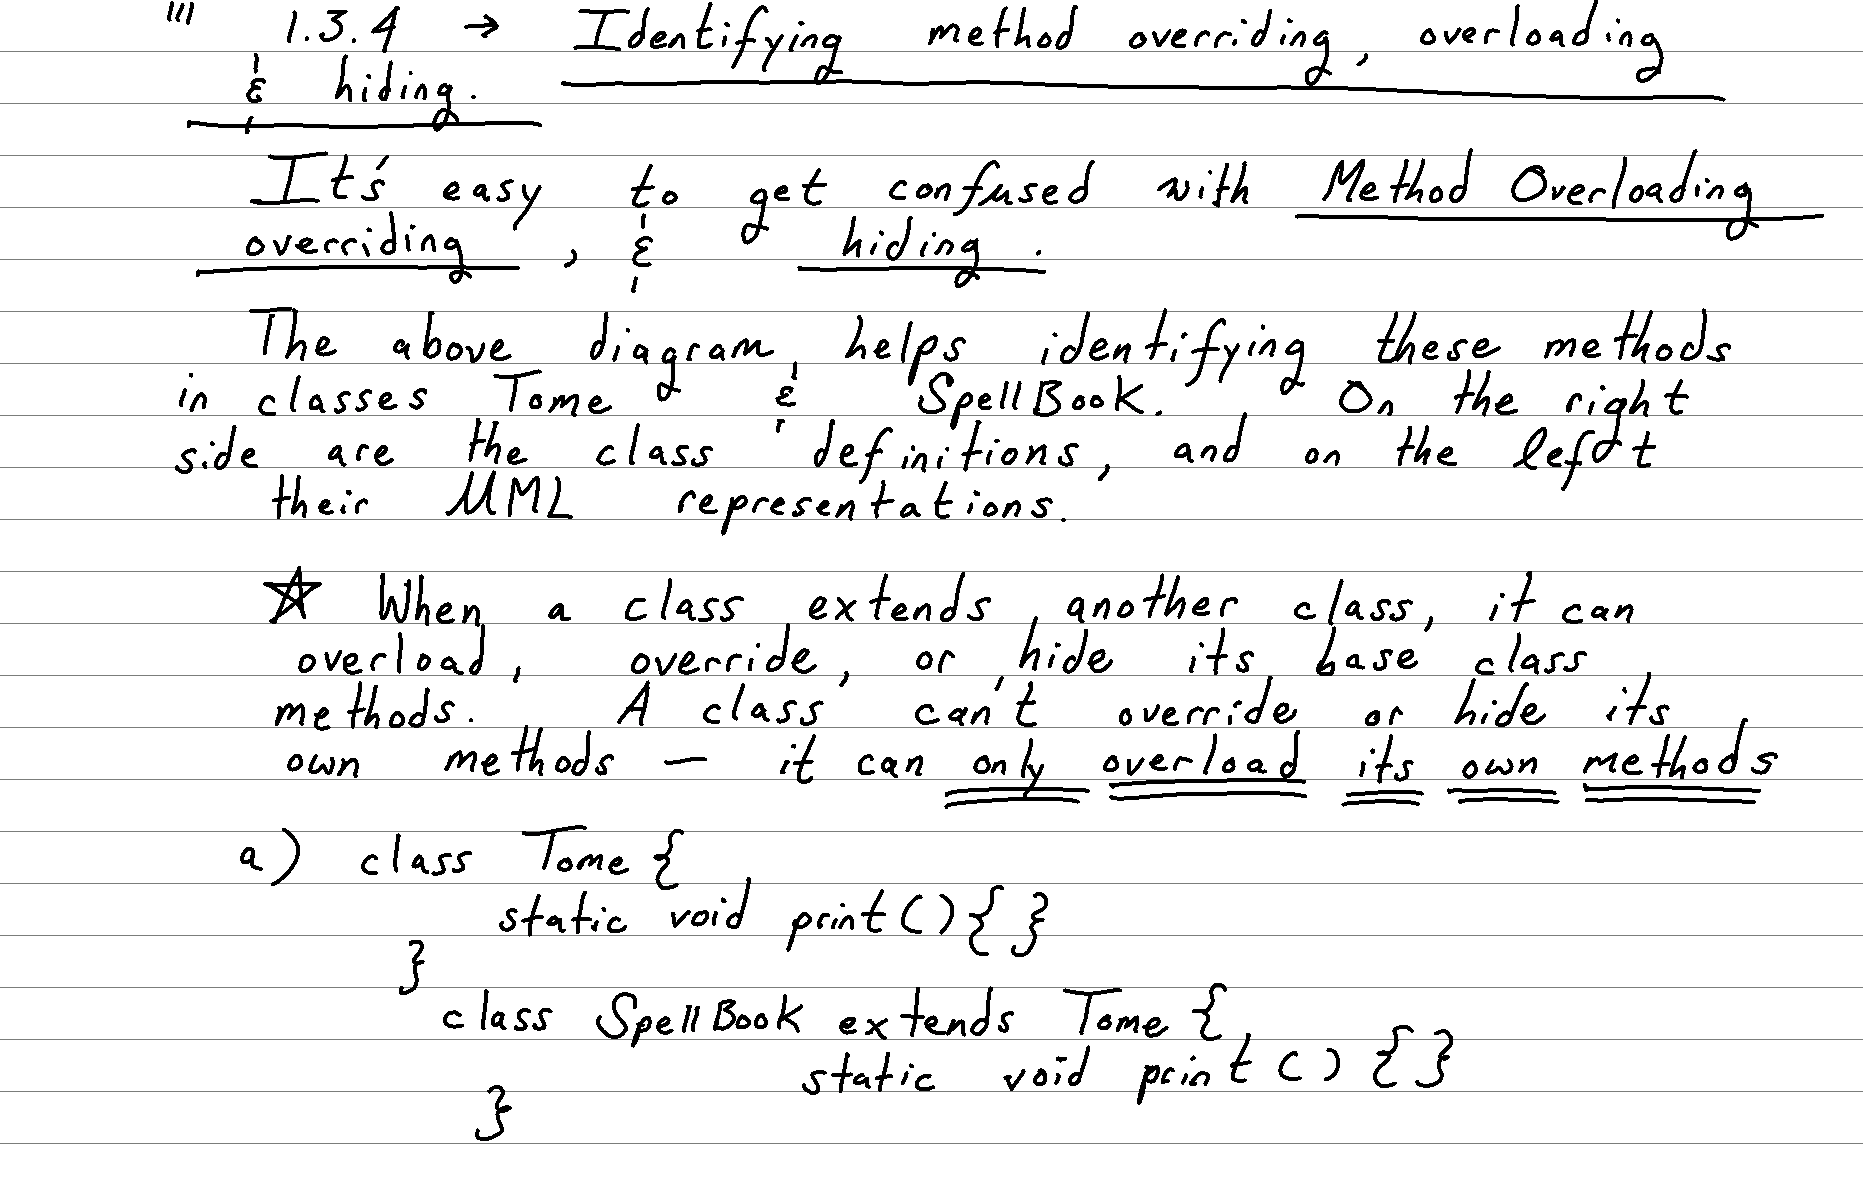 ''' 1.3.4 → Identifying method overriding, overloading
& hiding.
It's easy to get confused with Method Overloading
overriding, & hiding.
The above diagram helps identifying these methods
in classes Tome & SpellBook. On the right
side are the class definitions, and on the left
their UML representations.
☆ When a class extends another class, it can
overload, override, or hide its base class
methods. A class can't override or hide its
own methods — it can only overload its own methods
a) class Tome {
static void print(){ }
}
class SpellBook extends Tome {
static void print() { }
}